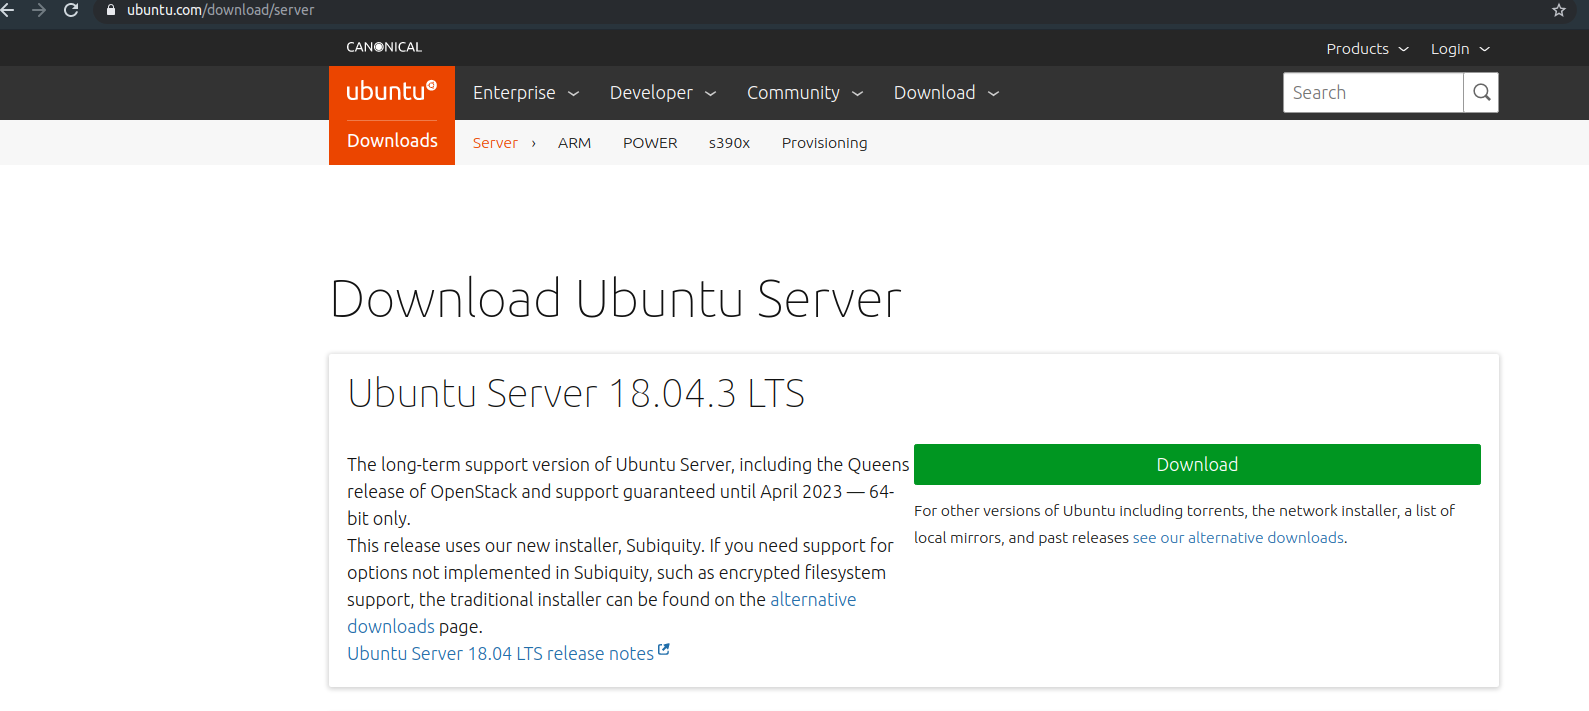 ubuntu.com/download/server
CANONICAL
Products Login
ubuntu Enterprise Developer Community Download Search
Downloads Server › ARM POWER s390x Provisioning
Download Ubuntu Server
Ubuntu Server 18.04.3 LTS
The long-term support version of Ubuntu Server, including the Queens
release of OpenStack and support guaranteed until April 2023 — 64-
bit only.
This release uses our new installer, Subiquity. If you need support for
options not implemented in Subiquity, such as encrypted filesystem
support, the traditional installer can be found on the alternative
downloads page.
Ubuntu Server 18.04 LTS release notes
Download
For other versions of Ubuntu including torrents, the network installer, a list of
local mirrors, and past releases see our alternative downloads.